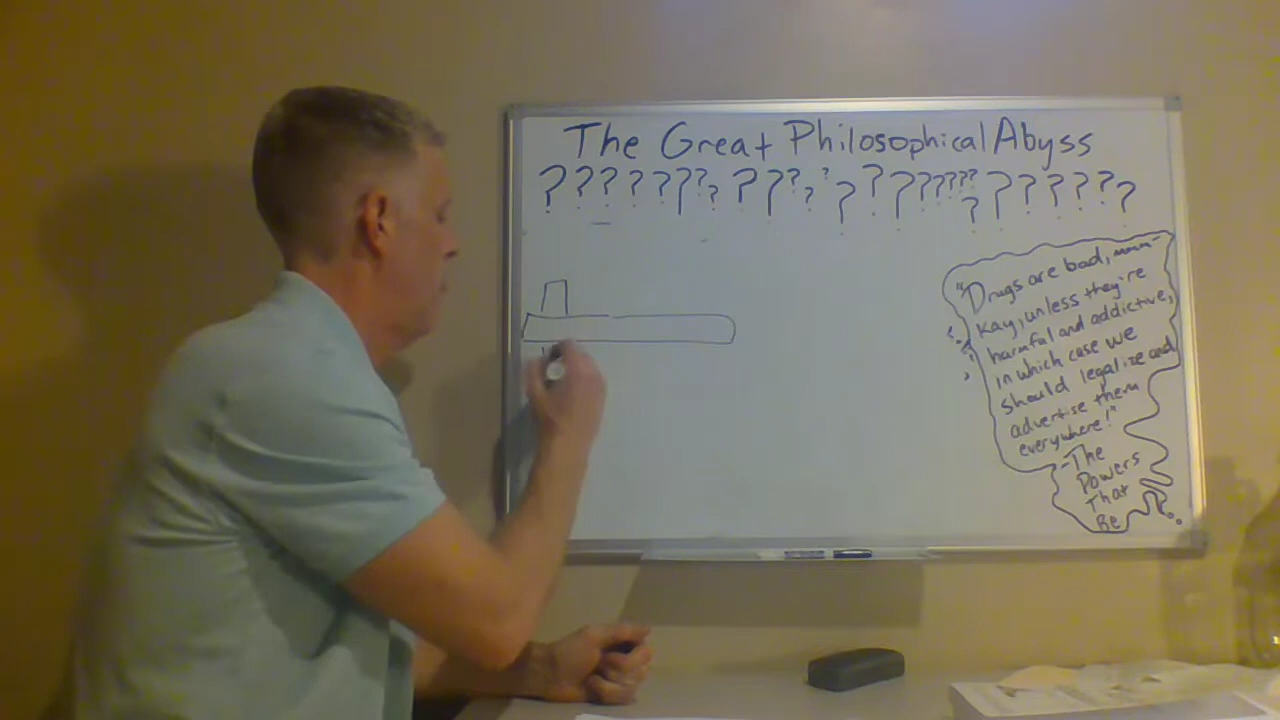 The Great Philosophical Abyss
? ? ? ? ? ? ? ? ? ? ? ? ? ? ? ? ? ? ? ? ? ? ? ? ? ? ? ? ?
"Drugs are bad, mmm-
kay, unless they're
harmful and addictive,
in which case we
should legalize and
advertise them
everywhere!"
-The
Powers
That
Be